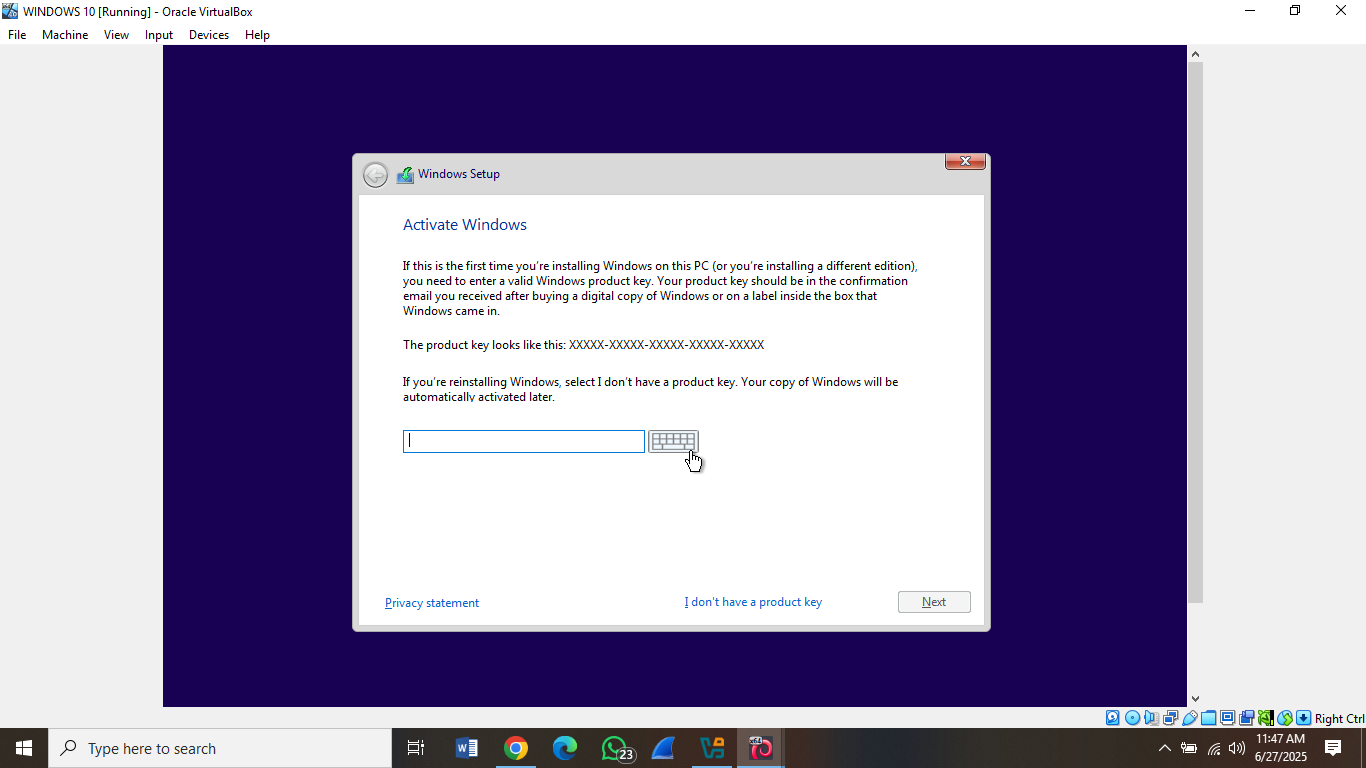 WINDOWS 10 [Running] - Oracle VirtualBox
File Machine View Input Devices Help
Windows Setup
Activate Windows
If this is the first time you're installing Windows on this PC (or you're installing a different edition),
you need to enter a valid Windows product key. Your product key should be in the confirmation
email you received after buying a digital copy of Windows or on a label inside the box that
Windows came in.
The product key looks like this: XXXXX-XXXXX-XXXXX-XXXXX-XXXXX
If you're reinstalling Windows, select I don't have a product key. Your copy of Windows will be
automatically activated later.
Privacy statement
I don't have a product key
Next
Right Ctrl
Type here to search
23
11:47 AM
6/27/2025